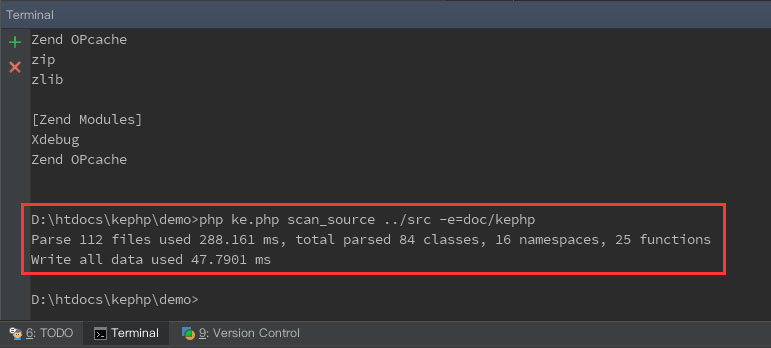 Terminal
Zend OPcache
zip
zlib
[Zend Modules]
Xdebug
Zend OPcache
D:\htdocs\kephp\demo>php ke.php scan_source ../src -e=doc/kephp
Parse 112 files used 288.161 ms, total parsed 84 classes, 16 namespaces, 25 functions
Write all data used 47.7901 ms
D:\htdocs\kephp\demo>
6: TODO Terminal 9: Version Control